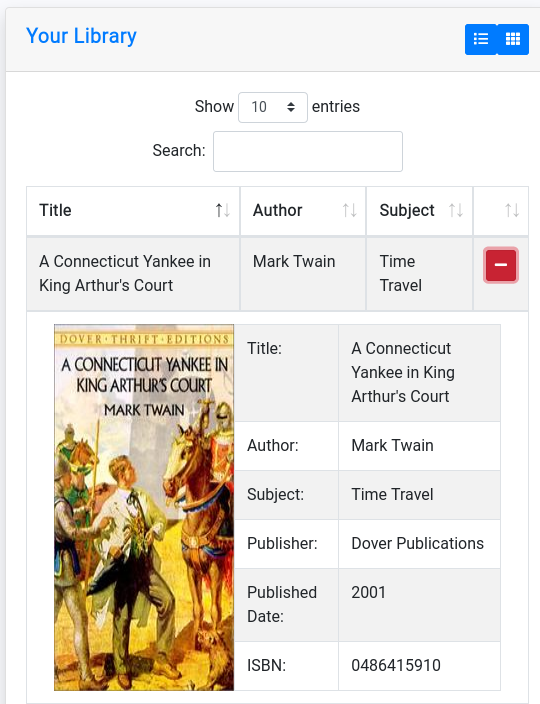 Your Library
Show 10 entries
Search:
Title Author Subject
A Connecticut Yankee in Mark Twain Time
King Arthur's Court Travel
DOVER · THRIFT · EDITIONS
A CONNECTICUT YANKEE IN
KING ARTHUR'S COURT
MARK TWAIN
Title: A Connecticut
Yankee in King
Arthur's Court
Author: Mark Twain
Subject: Time Travel
Publisher: Dover Publications
Published 2001
Date:
ISBN: 0486415910